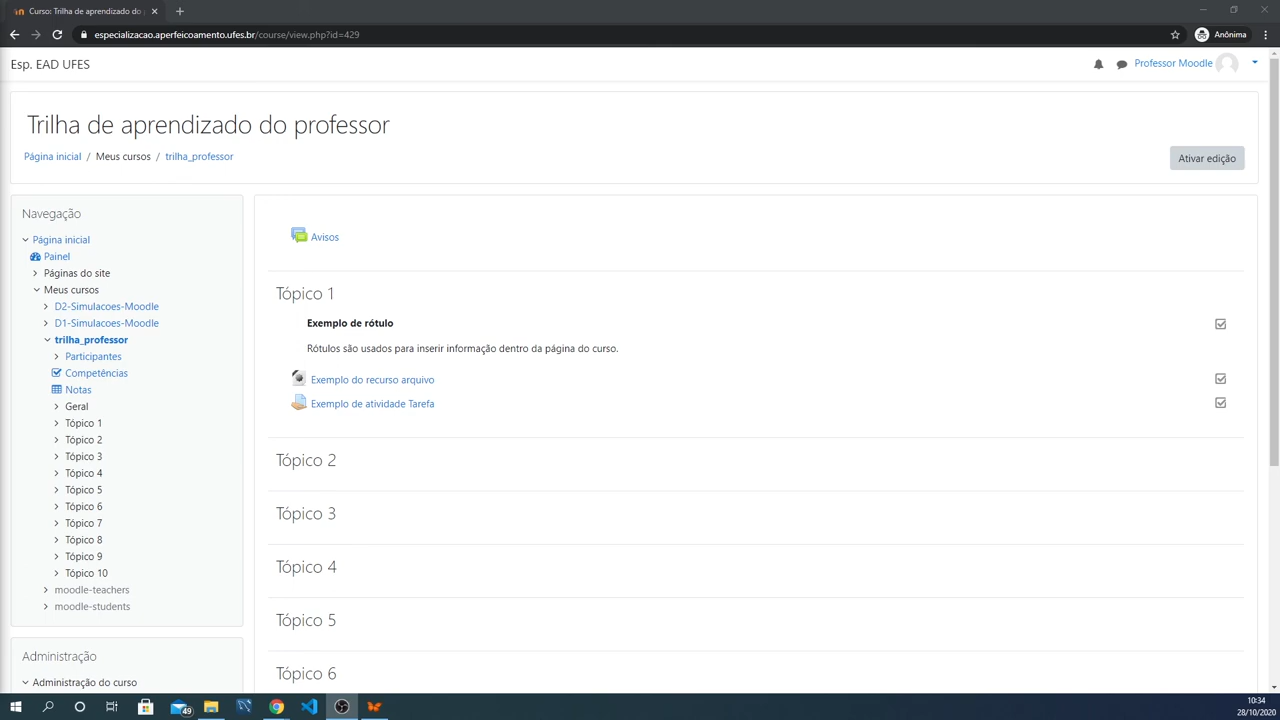 Curso: Trilha de aprendizado do p
especializacao.aperfeicoamento.ufes.br/course/view.php?id=429
Anônima
Esp. EAD UFES
Professor Moodle
Trilha de aprendizado do professor
Página inicial / Meus cursos / trilha_professor
Ativar edição
Navegação
Página inicial
Painel
Páginas do site
Meus cursos
D2-Simulacoes-Moodle
D1-Simulacoes-Moodle
trilha_professor
Participantes
Competências
Notas
Geral
Tópico 1
Tópico 2
Tópico 3
Tópico 4
Tópico 5
Tópico 6
Tópico 7
Tópico 8
Tópico 9
Tópico 10
moodle-teachers
moodle-students
Administração
Administração do curso
Avisos
Tópico 1
Exemplo de rótulo
Rótulos são usados para inserir informação dentro da página do curso.
Exemplo do recurso arquivo
Exemplo de atividade Tarefa
Tópico 2
Tópico 3
Tópico 4
Tópico 5
Tópico 6
49
10:34
28/10/2020